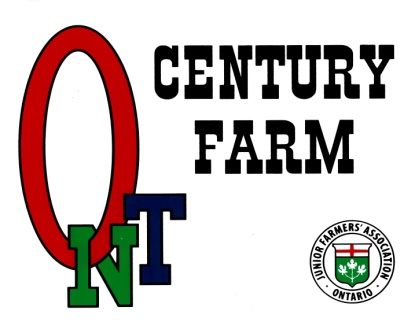 ONT
CENTURY
FARM
JUNIOR FARMERS' ASSOCIATION
· ONTARIO ·